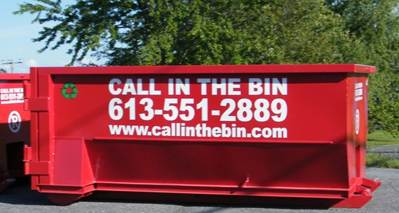 CALL IN THE BIN
613-551-2889
www.callinthebin.com